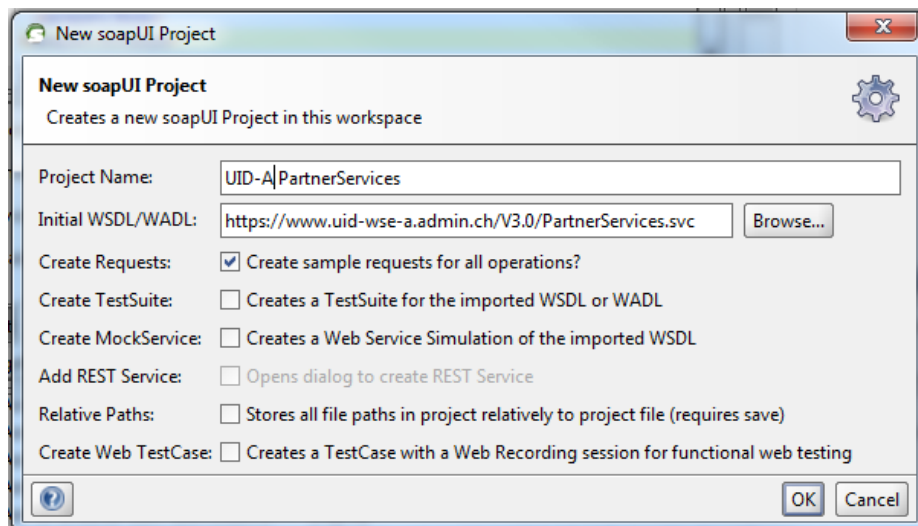 New soapUI Project
New soapUI Project
Creates a new soapUI Project in this workspace
Project Name: UID-A PartnerServices
Initial WSDL/WADL: https://www.uid-wse-a.admin.ch/V3.0/PartnerServices.svc Browse...
Create Requests: Create sample requests for all operations?
Create TestSuite: Creates a TestSuite for the imported WSDL or WADL
Create MockService: Creates a Web Service Simulation of the imported WSDL
Add REST Service: Opens dialog to create REST Service
Relative Paths: Stores all file paths in project relatively to project file (requires save)
Create Web TestCase: Creates a TestCase with a Web Recording session for functional web testing
OK Cancel